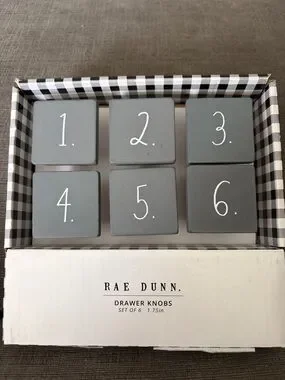 1. 2. 3.
4. 5. 6.
RAE DUNN.
DRAWER KNOBS
SET OF 6 1.75in